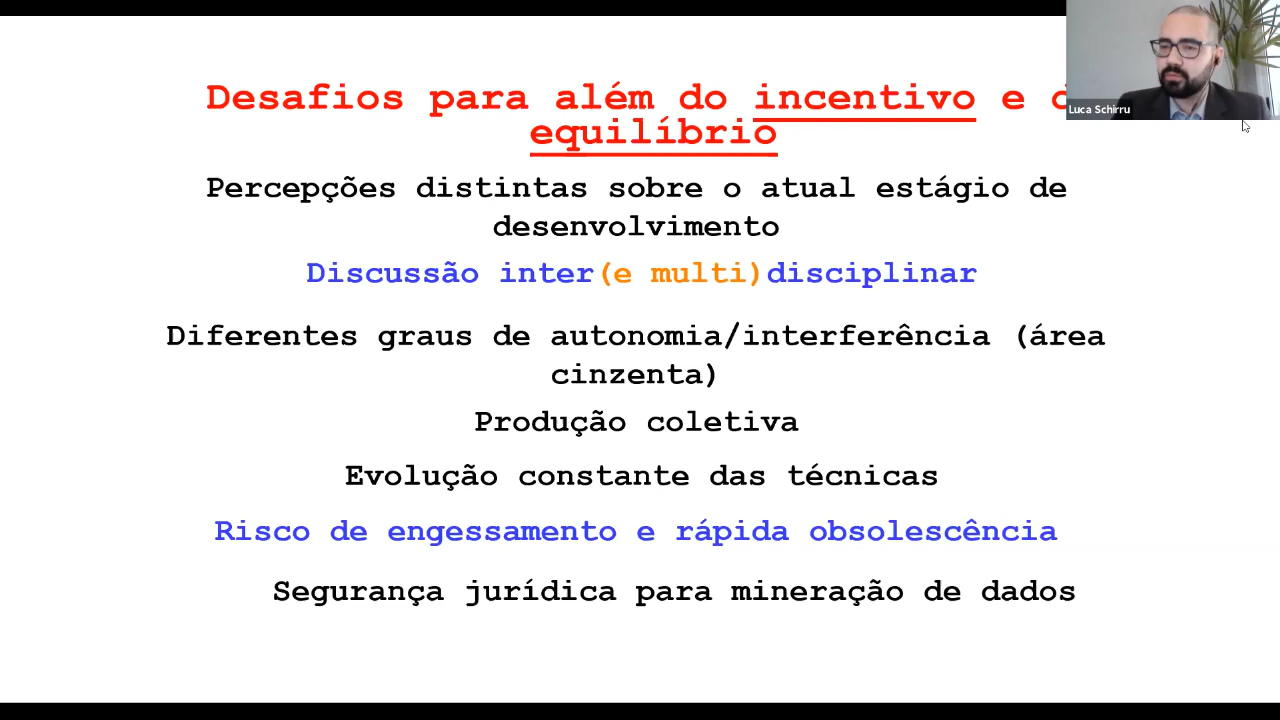 Desafios para além do incentivo e
equilíbrio
Luca Schirru
Percepções distintas sobre o atual estágio de
desenvolvimento
Discussão inter(e multi)disciplinar
Diferentes graus de autonomia/interferência (área
cinzenta)
Produção coletiva
Evolução constante das técnicas
Risco de engessamento e rápida obsolescência
Segurança jurídica para mineração de dados